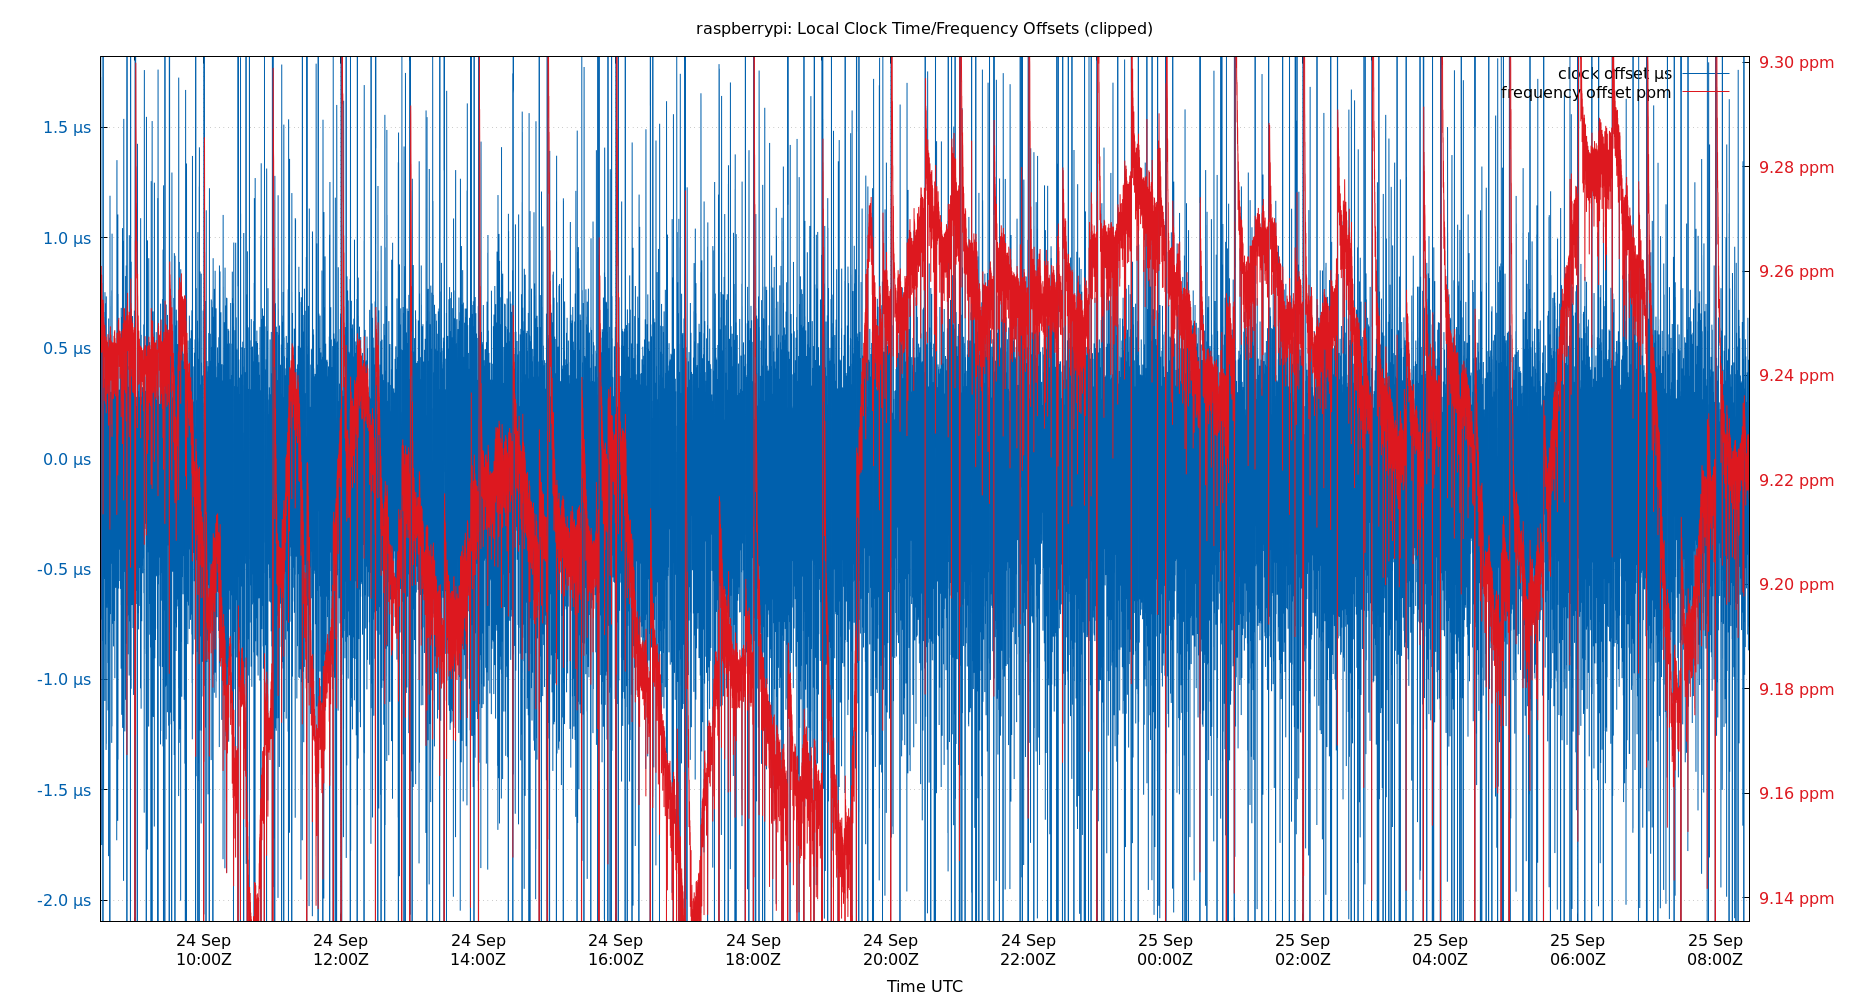 raspberrypi: Local Clock Time/Frequency Offsets (clipped)
clock offset µs
frequency offset ppm
1.5 µs
1.0 µs
0.5 µs
0.0 µs
-0.5 µs
-1.0 µs
-1.5 µs
-2.0 µs
9.30 ppm
9.28 ppm
9.26 ppm
9.24 ppm
9.22 ppm
9.20 ppm
9.18 ppm
9.16 ppm
9.14 ppm
24 Sep 24 Sep 24 Sep 24 Sep 24 Sep 24 Sep 24 Sep 25 Sep 25 Sep 25 Sep 25 Sep 25 Sep
10:00Z 12:00Z 14:00Z 16:00Z 18:00Z 20:00Z 22:00Z 00:00Z 02:00Z 04:00Z 06:00Z 08:00Z
Time UTC